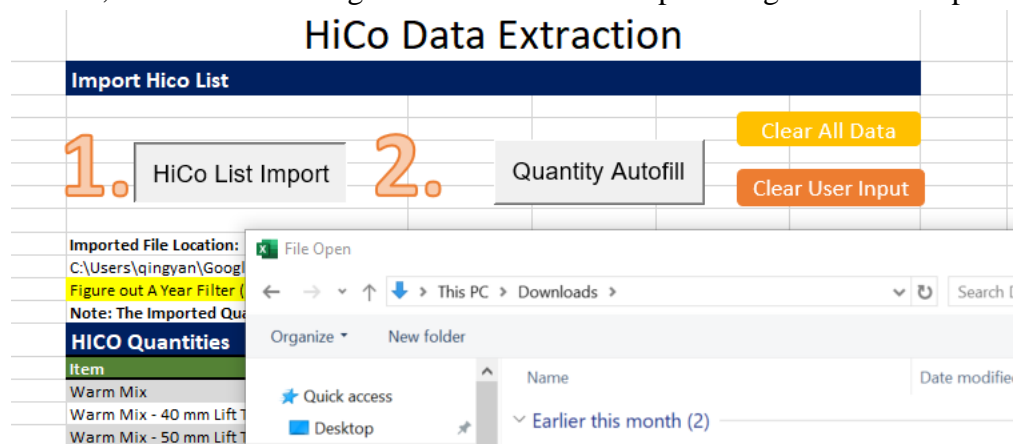 HiCo Data Extraction
Import Hico List
1.
HiCo List Import
2.
Quantity Autofill
Clear All Data
Clear User Input
Imported File Location:
C:\Users\qingyan\Googl
Figure out A Year Filter (
Note: The Imported Qua
HICO Quantities
Item
Warm Mix
Warm Mix - 40 mm Lift T
Warm Mix - 50 mm Lift T
File Open
This PC > Downloads >
Search D
Organize
New folder
Quick access
Desktop
Name
Date modifie
Earlier this month (2)